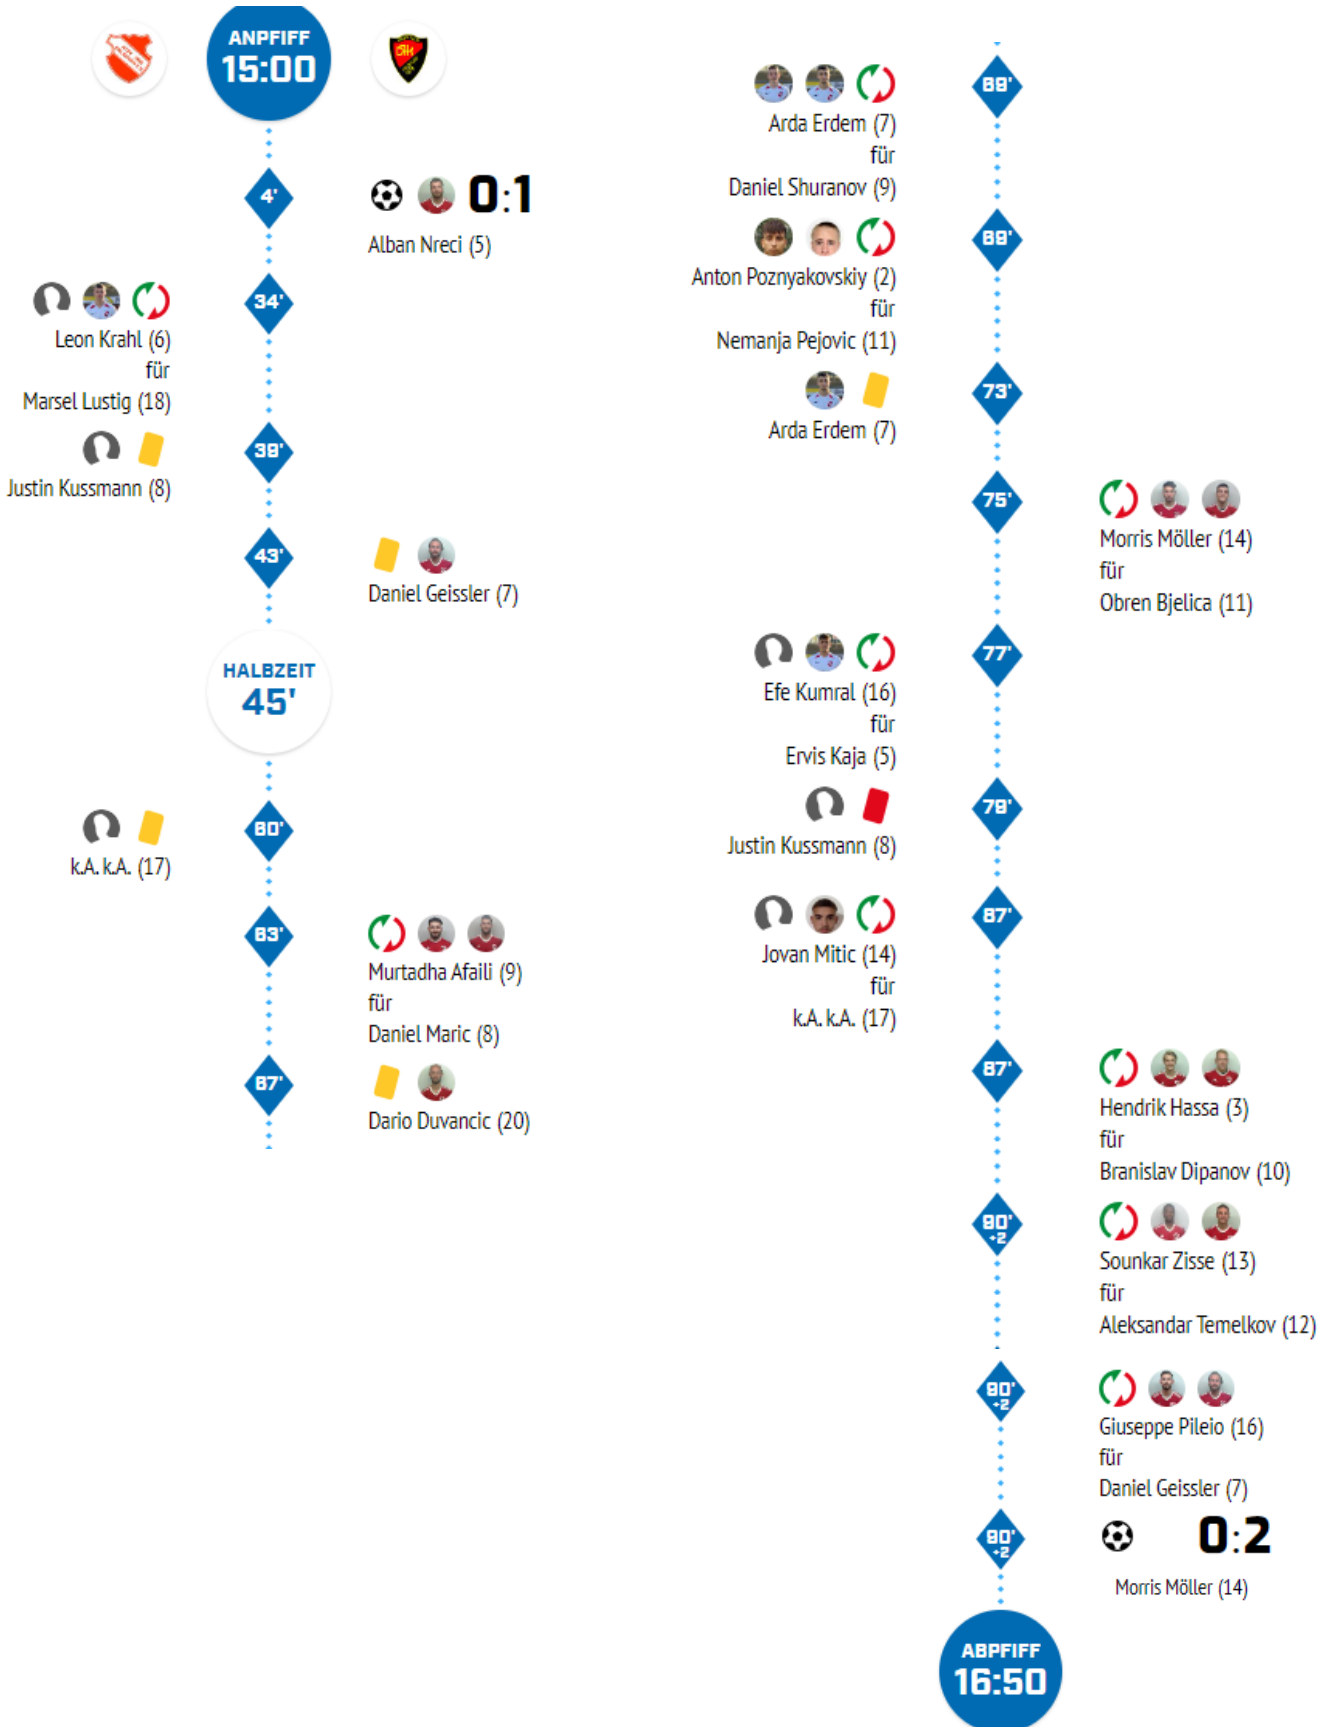 ANPFIFF
15:00
4'
0:1
Alban Nreci (5)
34'
Leon Krahl (6)
für
Marsel Lustig (18)
39'
Justin Kussmann (8)
43'
Daniel Geissler (7)
HALBZEIT
45'
60'
k.A. k.A. (17)
63'
Murtadha Afaili (9)
für
Daniel Maric (8)
67'
Dario Duvancic (20)
69'
Arda Erdem (7)
für
Daniel Shuranov (9)
69'
Anton Poznyakovskiy (2)
für
Nemanja Pejovic (11)
73'
Arda Erdem (7)
75'
Morris Möller (14)
für
Obren Bjelica (11)
77'
Efe Kumral (16)
für
Ervis Kaja (5)
79'
Justin Kussmann (8)
87'
Jovan Mitic (14)
für
k.A. k.A. (17)
87'
Hendrik Hassa (3)
für
Branislav Dipanov (10)
90'
+2
Sounkar Zisse (13)
für
Aleksandar Temelkov (12)
90'
+2
Giuseppe Pileio (16)
für
Daniel Geissler (7)
90'
+2
0:2
Morris Möller (14)
ABPFIFF
16:50